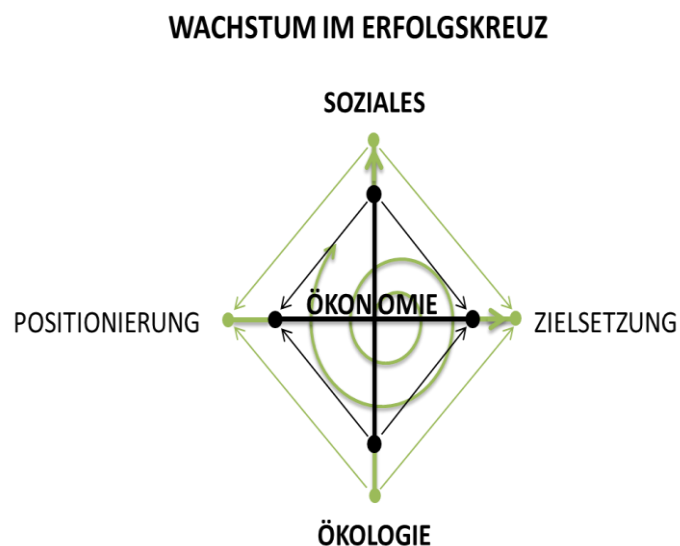 WACHSTUM IM ERFOLGSKREUZ
SOZIALES
ÖKONOMIE
POSITIONIERUNG
ZIELSETZUNG
ÖKOLOGIE